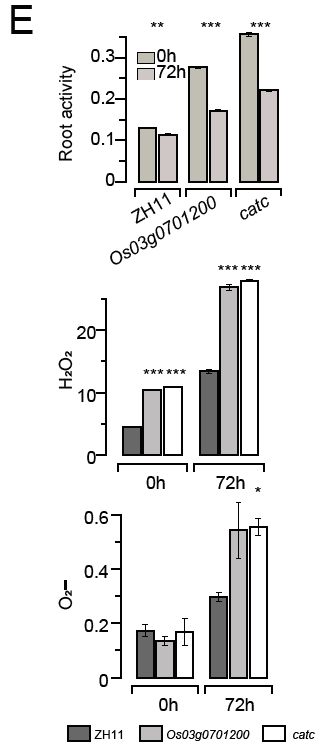 E
** *** ***
0h
72h
Root activity
0.3
0.2
0.1
0
ZH11 Os03g0701200 catc
*** ***
*** ***
H₂O₂
20
10
0
0h 72h
*
O₂–
0.6
0.4
0.2
0
0h 72h
ZH11 Os03g0701200 catc